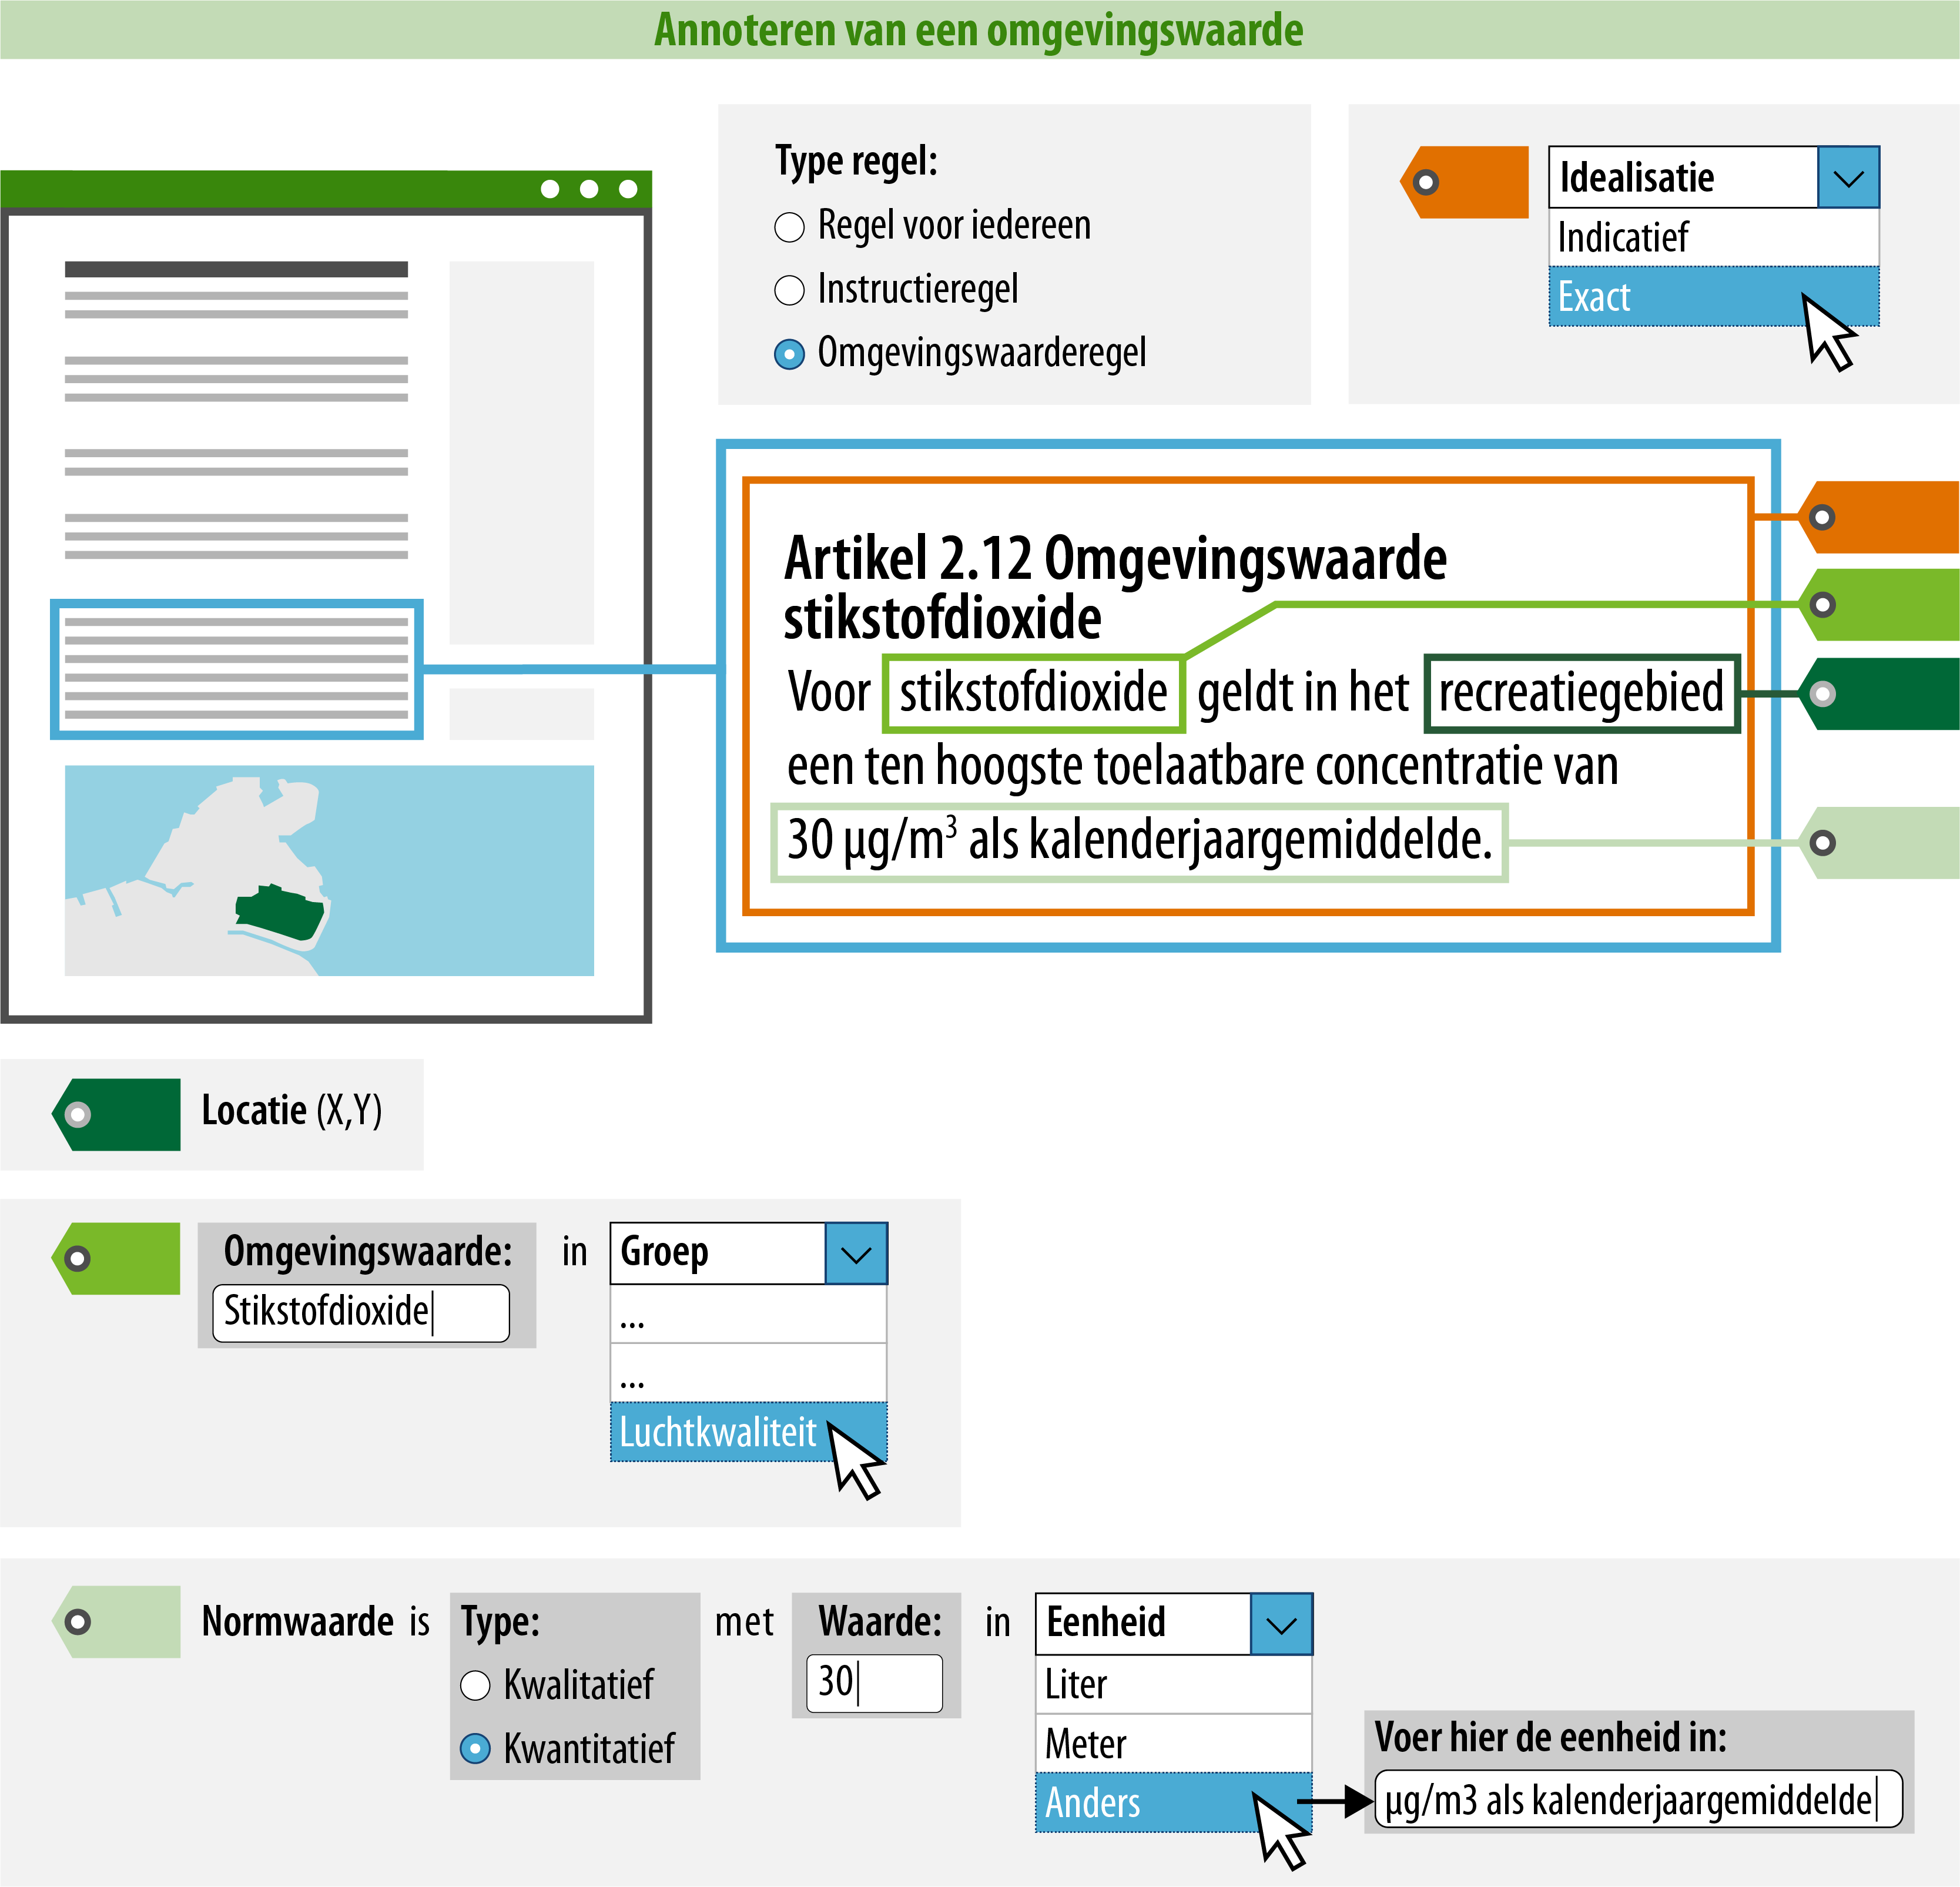 Annoteren van een omgevingswaarde
Type regel:
Regel voor iedereen
Instructieregel
Omgevingswaarderegel
Idealisatie
Indicatief
Exact
Artikel 2.12 Omgevingswaarde
stikstofdioxide
Voor stikstofdioxide geldt in het recreatiegebied
een ten hoogste toelaatbare concentratie van
30 µg/m³ als kalenderjaargemiddelde.
Locatie (X,Y)
Omgevingswaarde: in Groep
Stikstofdioxide
...
...
Luchtkwaliteit
Normwaarde is Type: met Waarde: in Eenheid
Kwalitatief 30 Liter
Kwantitatief Meter
Anders
Voer hier de eenheid in:
µg/m3 als kalenderjaargemiddelde